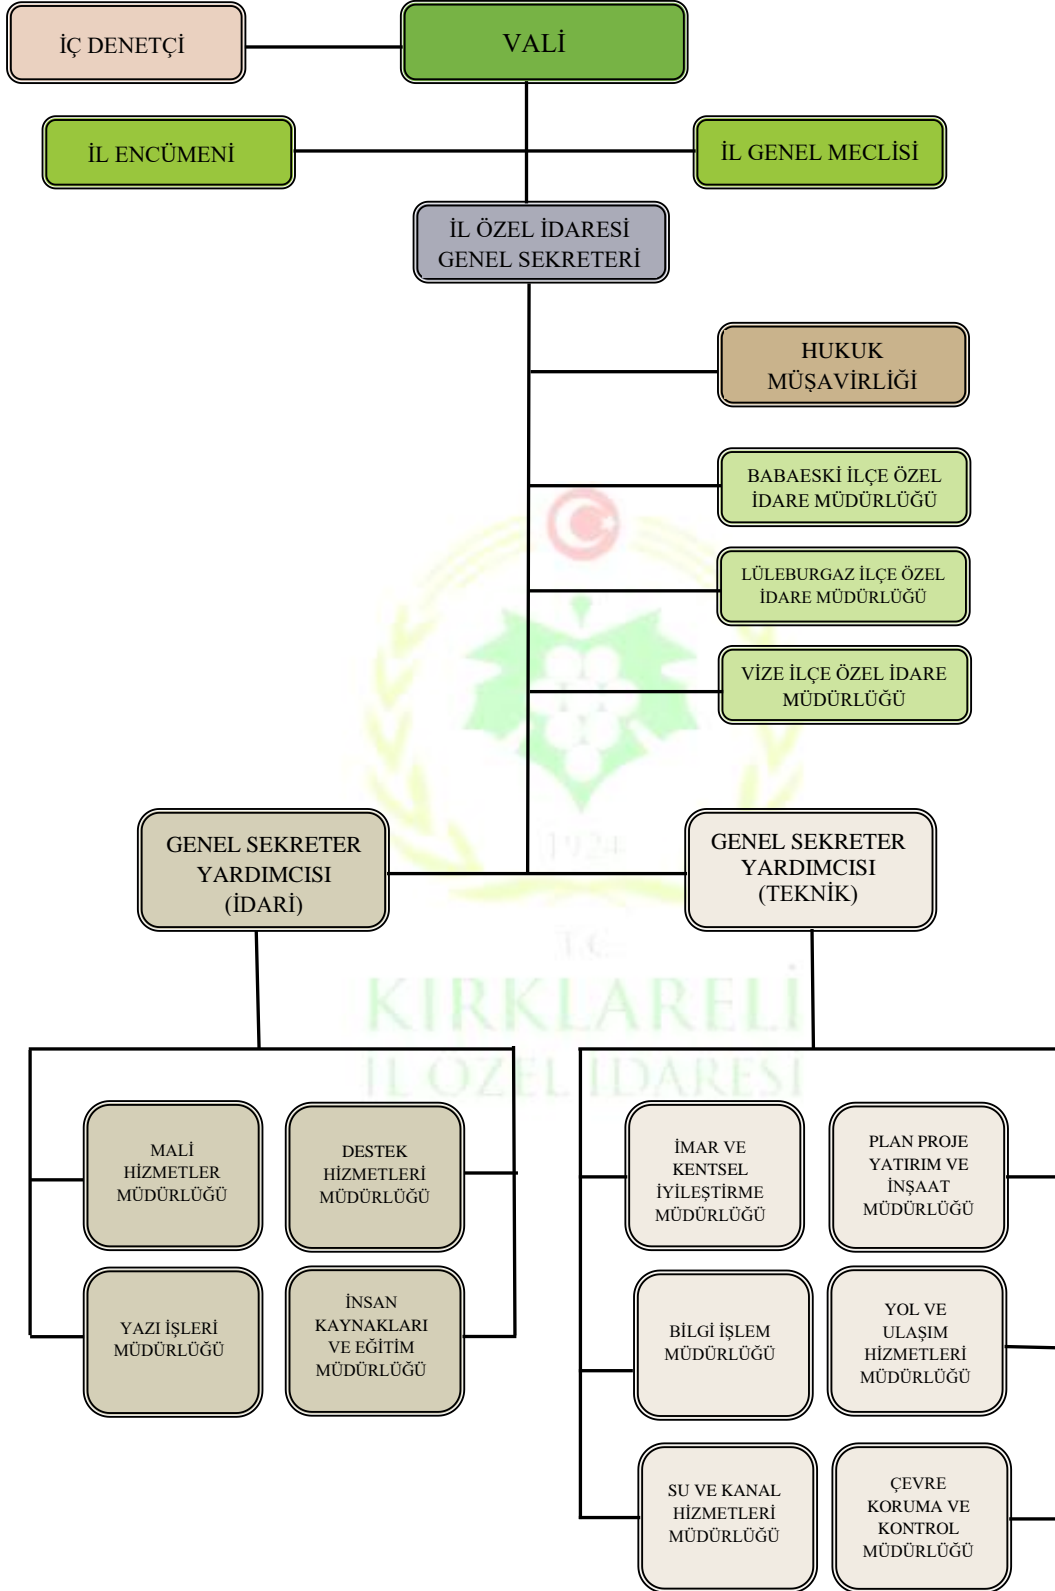 İÇ DENETÇİ
VALİ
İL ENCÜMENİ
İL GENEL MECLİSİ
İL ÖZEL İDARESİ
GENEL SEKRETERİ
HUKUK
MÜŞAVİRLİĞİ
BABAESKİ İLÇE ÖZEL
İDARE MÜDÜRLÜĞÜ
LÜLEBURGAZ İLÇE ÖZEL
İDARE MÜDÜRLÜĞÜ
VİZE İLÇE ÖZEL İDARE
MÜDÜRLÜĞÜ
GENEL SEKRETER
YARDIMCISI
(İDARİ)
GENEL SEKRETER
YARDIMCISI
(TEKNİK)
1924
T.C.
KIRKLARELİ
İL ÖZEL İDARESİ
MALİ
HİZMETLER
MÜDÜRLÜĞÜ
DESTEK
HİZMETLERİ
MÜDÜRLÜĞÜ
YAZI İŞLERİ
MÜDÜRLÜĞÜ
İNSAN
KAYNAKLARI
VE EĞİTİM
MÜDÜRLÜĞÜ
İMAR VE
KENTSEL
İYİLEŞTİRME
MÜDÜRLÜĞÜ
PLAN PROJE
YATIRIM VE
İNŞAAT
MÜDÜRLÜĞÜ
BİLGİ İŞLEM
MÜDÜRLÜĞÜ
YOL VE
ULAŞIM
HİZMETLERİ
MÜDÜRLÜĞÜ
SU VE KANAL
HİZMETLERİ
MÜDÜRLÜĞÜ
ÇEVRE
KORUMA VE
KONTROL
MÜDÜRLÜĞÜ